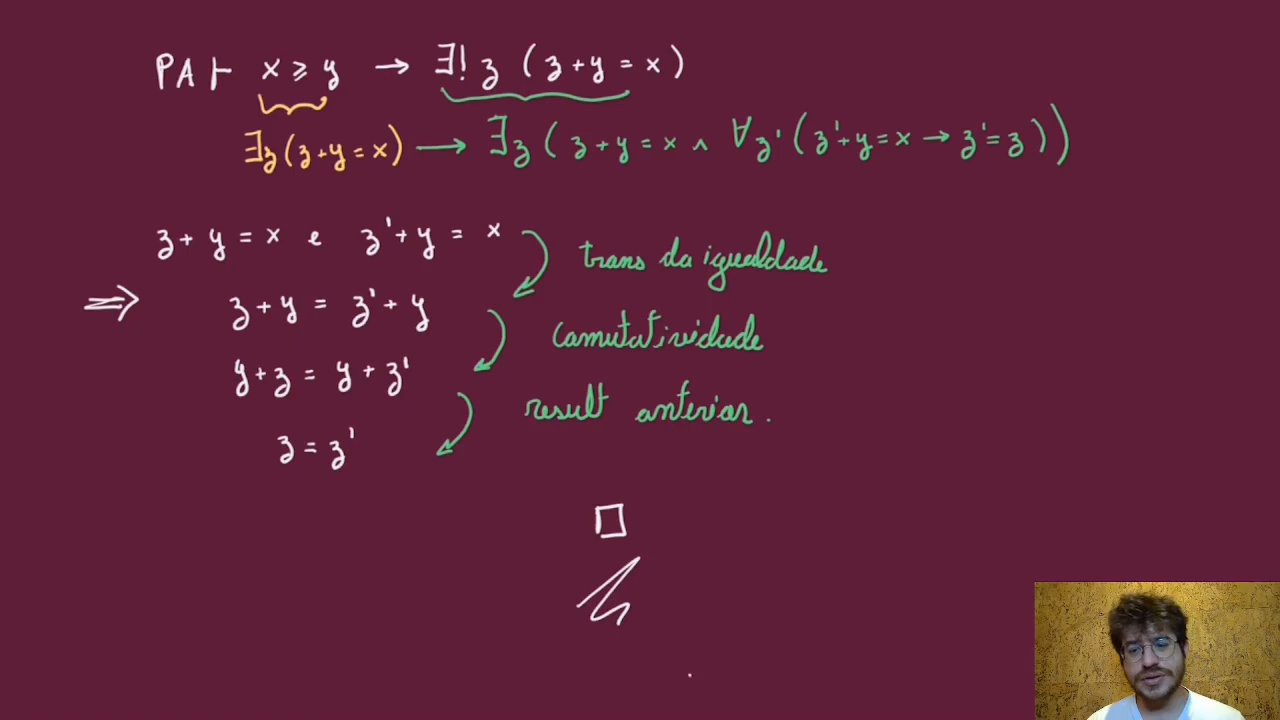 PA ⊢ x ≥ y → ∃! z (z + y = x)
∃z (z + y = x) → ∃z (z + y = x ∧ ∀z' (z' + y = x → z' = z))
z + y = x e z' + y = x
trans da igualdade
⇒ z + y = z' + y
comutatividade
y + z = y + z'
result anterior.
z = z'
□